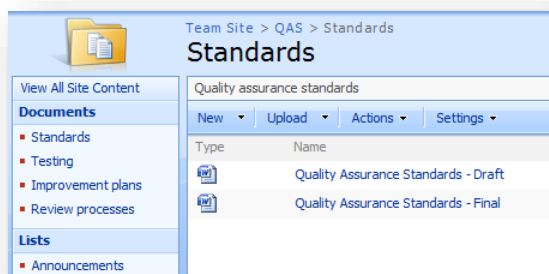 Team Site > QAS > Standards
Standards
View All Site Content
Documents
Standards
Testing
Improvement plans
Review processes
Lists
Announcements
Quality assurance standards
New Upload Actions Settings
Type Name
Quality Assurance Standards - Draft
Quality Assurance Standards - Final